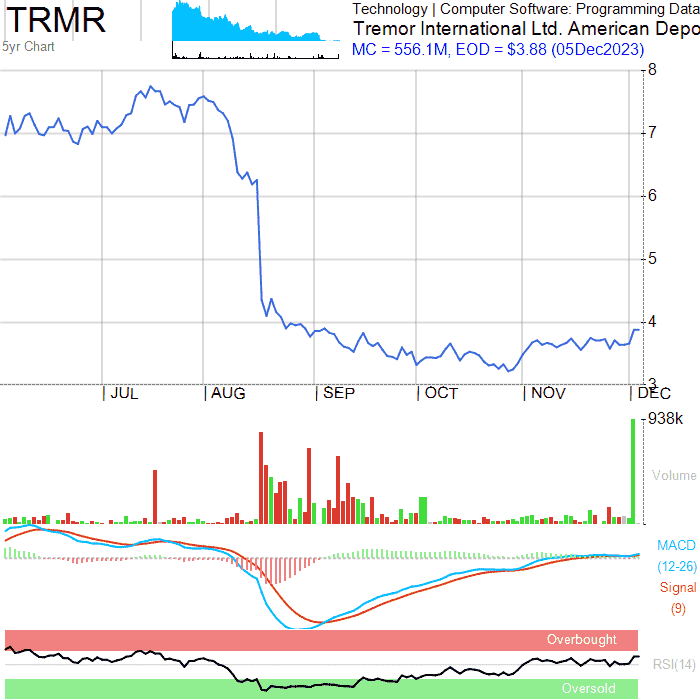 TRMR
5yr Chart
Technology | Computer Software: Programming Data
Tremor International Ltd. American Depo
MC = 556.1M, EOD = $3.88 (05Dec2023)
8
7
6
5
4
3
JUL AUG SEP OCT NOV DEC
938k
Volume
MACD
(12-26)
Signal
(9)
Overbought
RSI(14)
Oversold